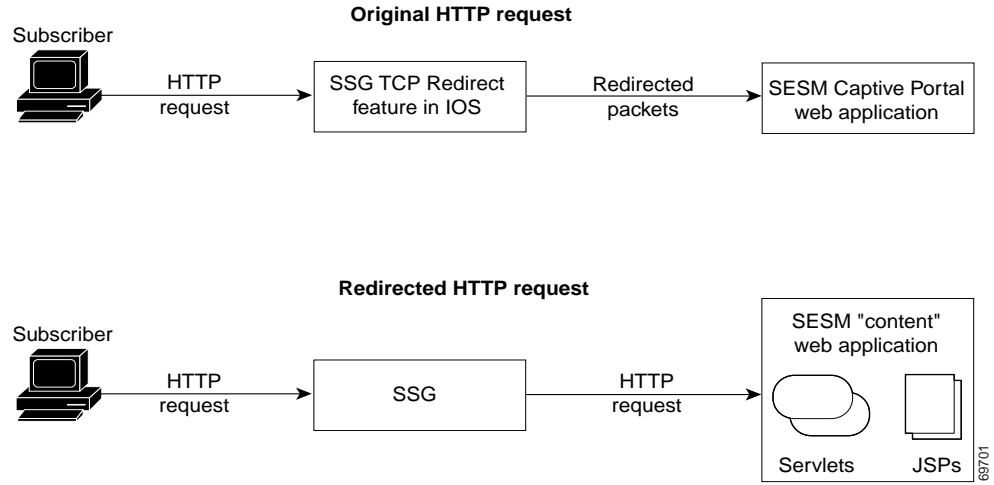 Original HTTP request
Subscriber
HTTP
request
SSG TCP Redirect
feature in IOS
Redirected
packets
SESM Captive Portal
web application
Redirected HTTP request
Subscriber
HTTP
request
SSG
HTTP
request
SESM "content"
web application
Servlets
JSPs
69701